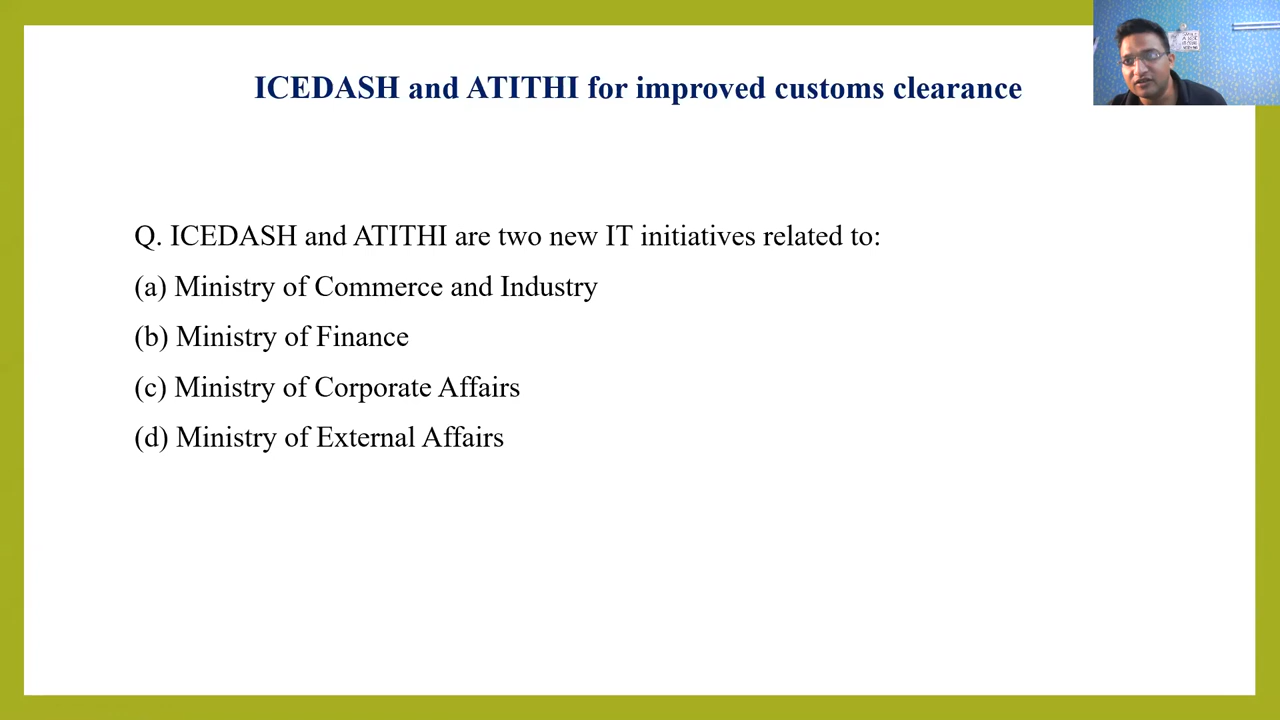 ICEDASH and ATITHI for improved customs clearance
Q. ICEDASH and ATITHI are two new IT initiatives related to:
(a) Ministry of Commerce and Industry
(b) Ministry of Finance
(c) Ministry of Corporate Affairs
(d) Ministry of External Affairs